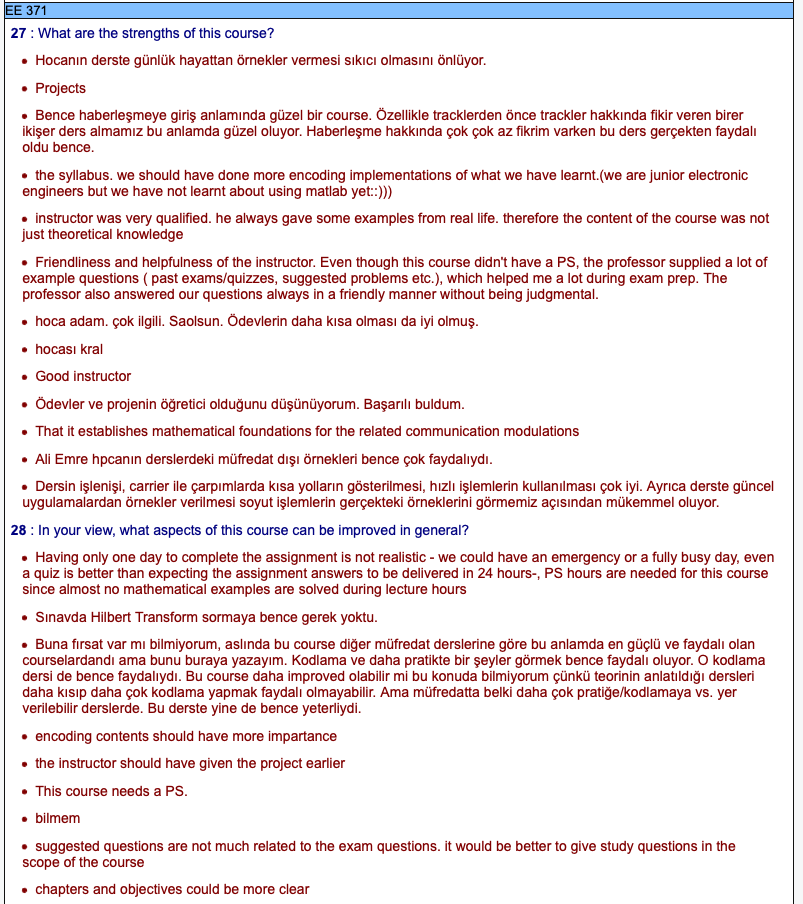 EE 371
27 : What are the strengths of this course?
• Hocanın derste günlük hayattan örnekler vermesi sıkıcı olmasını önlüyor.
• Projects
• Bence haberleşmeye giriş anlamında güzel bir course. Özellikle tracklerden önce trackler hakkında fikir veren birer
ikişer ders almamız bu anlamda güzel oluyor. Haberleşme hakkında çok çok az fikrim varken bu ders gerçekten faydalı
oldu bence.
• the syllabus. we should have done more encoding implementations of what we have learnt.(we are junior electronic
engineers but we have not learnt about using matlab yet::)))
• instructor was very qualified. he always gave some examples from real life. therefore the content of the course was not
just theoretical knowledge
• Friendliness and helpfulness of the instructor. Even though this course didn't have a PS, the professor supplied a lot of
example questions ( past exams/quizzes, suggested problems etc.), which helped me a lot during exam prep. The
professor also answered our questions always in a friendly manner without being judgmental.
• hoca adam. çok ilgili. Saolsun. Ödevlerin daha kısa olması da iyi olmuş.
• hocası kral
• Good instructor
• Ödevler ve projenin öğretici olduğunu düşünüyorum. Başarılı buldum.
• That it establishes mathematical foundations for the related communication modulations
• Ali Emre hpcanın derslerdeki müfredat dışı örnekleri bence çok faydalıydı.
• Dersin işlenişi, carrier ile çarpımlarda kısa yolların gösterilmesi, hızlı işlemlerin kullanılması çok iyi. Ayrıca derste güncel
uygulamalardan örnekler verilmesi soyut işlemlerin gerçekteki örneklerini görmemiz açısından mükemmel oluyor.
28 : In your view, what aspects of this course can be improved in general?
• Having only one day to complete the assignment is not realistic - we could have an emergency or a fully busy day, even
a quiz is better than expecting the assignment answers to be delivered in 24 hours-, PS hours are needed for this course
since almost no mathematical examples are solved during lecture hours
• Sınavda Hilbert Transform sormaya bence gerek yoktu.
• Buna fırsat var mı bilmiyorum, aslında bu course diğer müfredat derslerine göre bu anlamda en güçlü ve faydalı olan
courselardandı ama bunu buraya yazayım. Kodlama ve daha pratikte bir şeyler görmek bence faydalı oluyor. O kodlama
dersi de bence faydalıydı. Bu course daha improved olabilir mi bu konuda bilmiyorum çünkü teorinin anlatıldığı dersleri
daha kısıp daha çok kodlama yapmak faydalı olmayabilir. Ama müfredatta belki daha çok pratiğe/kodlamaya vs. yer
verilebilir derslerde. Bu derste yine de bence yeterliydi.
• encoding contents should have more impartance
• the instructor should have given the project earlier
• This course needs a PS.
• bilmem
• suggested questions are not much related to the exam questions. it would be better to give study questions in the
scope of the course
• chapters and objectives could be more clear